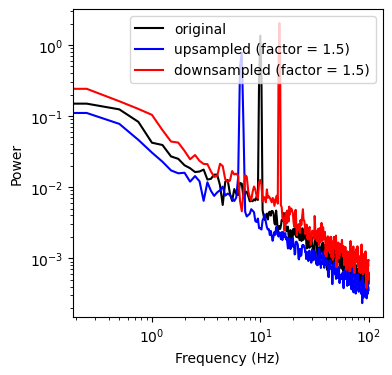 original
upsampled (factor = 1.5)
downsampled (factor = 1.5)
10⁰
10⁻¹
10⁻²
10⁻³
Power
10⁰
10¹
10²
Frequency (Hz)